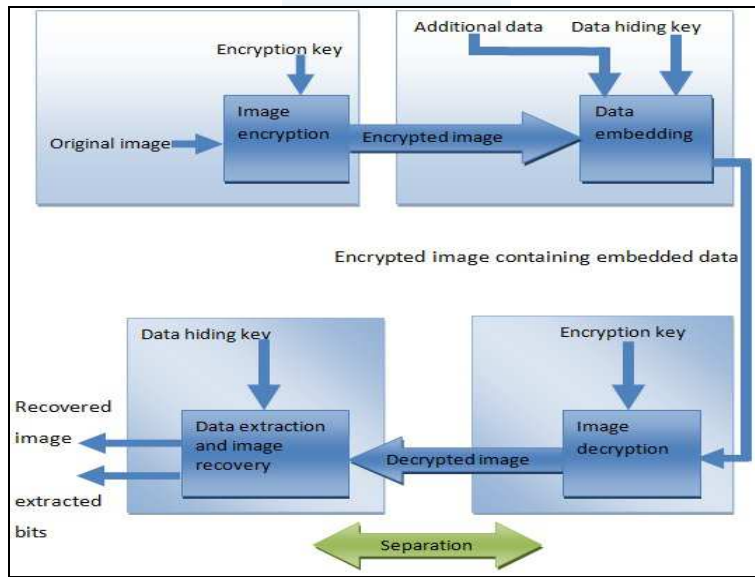 Encryption key
Additional data
Data hiding key
Image
encryption
Original image
Encrypted image
Data
embedding
Encrypted image containing embedded data
Data hiding key
Encryption key
Recovered
image
Data extraction
and image
recovery
Decrypted image
Image
decryption
extracted
bits
Separation